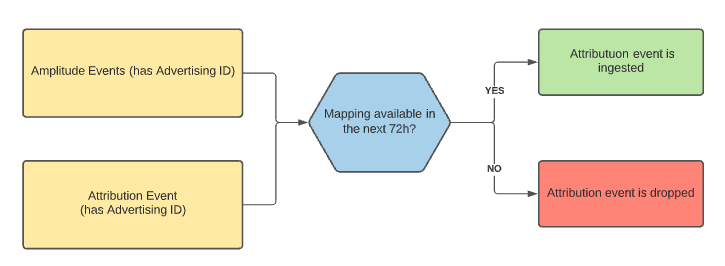 Amplitude Events (has Advertising ID)
Attribution Event
(has Advertising ID)
Mapping available in
the next 72h?
YES
NO
Attributuon event is
ingested
Attribution event is dropped